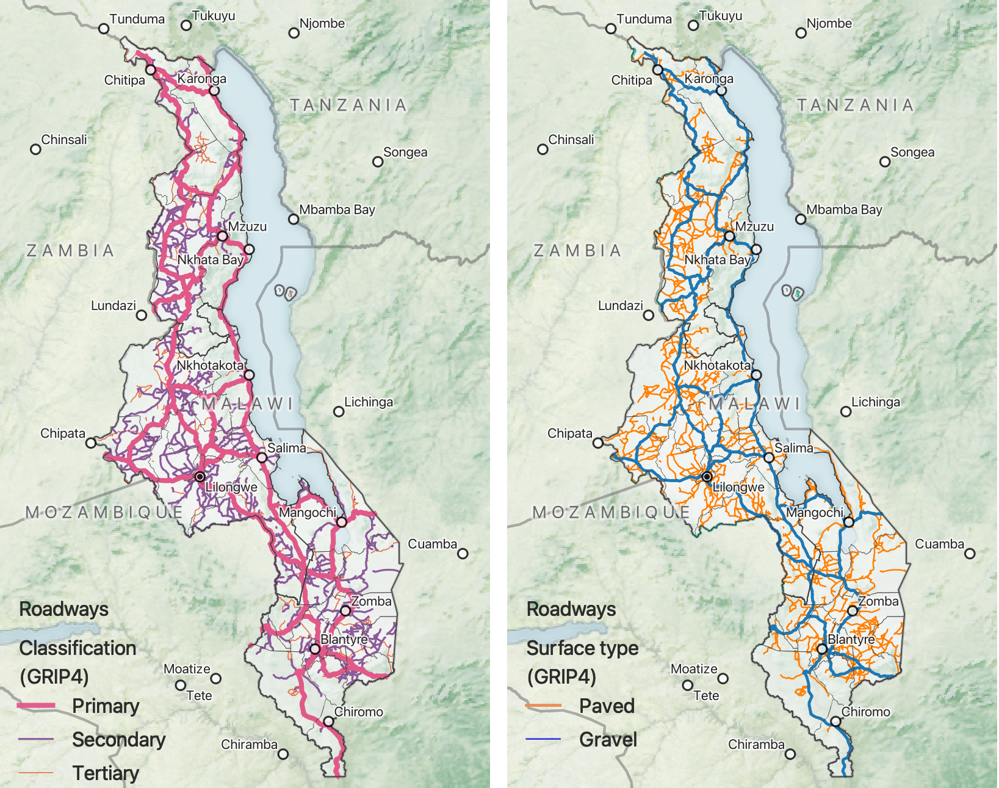 Tunduma
Tukuyu
Njombe
Chitipa
Karonga
TANZANIA
Chinsali
Songea
Mbamba Bay
Mzuzu
ZAMBIA
Nkhata Bay
Lundazi
Nkhotakota
MALAWI
Lichinga
Chipata
Salima
Lilongwe
MOZAMBIQUE
Mangochi
Cuamba
Zomba
Blantyre
Moatize
Tete
Chiromo
Chiramba
Roadways
Classification
(GRIP4)
Primary
Secondary
Tertiary
Tunduma
Tukuyu
Njombe
Chitipa
Karonga
TANZANIA
Chinsali
Songea
Mbamba Bay
Mzuzu
ZAMBIA
Nkhata Bay
Lundazi
Nkhotakota
MALAWI
Lichinga
Chipata
Salima
Lilongwe
MOZAMBIQUE
Mangochi
Cuamba
Zomba
Blantyre
Moatize
Tete
Chiromo
Chiramba
Roadways
Surface type
(GRIP4)
Paved
Gravel